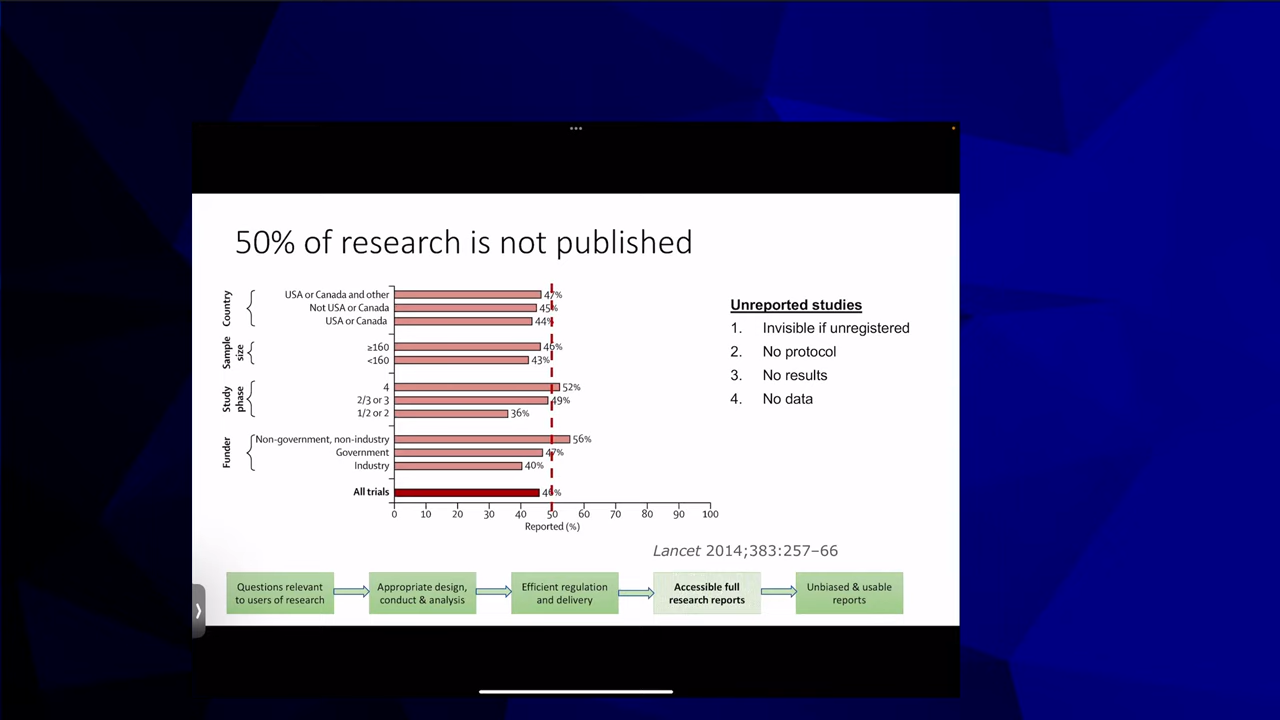 50% of research is not published
Country
USA or Canada and other 47%
Not USA or Canada 45%
USA or Canada 44%
Sample
size
≥160 46%
<160 43%
Study
phase
4 52%
2/3 or 3 49%
1/2 or 2 36%
Funder
Non-government, non-industry 56%
Government 47%
Industry 40%
All trials 46%
0 10 20 30 40 50 60 70 80 90 100
Reported (%)
Unreported studies
1. Invisible if unregistered
2. No protocol
3. No results
4. No data
Lancet 2014;383:257–66
Questions relevant
to users of research
Appropriate design,
conduct & analysis
Efficient regulation
and delivery
Accessible full
research reports
Unbiased & usable
reports